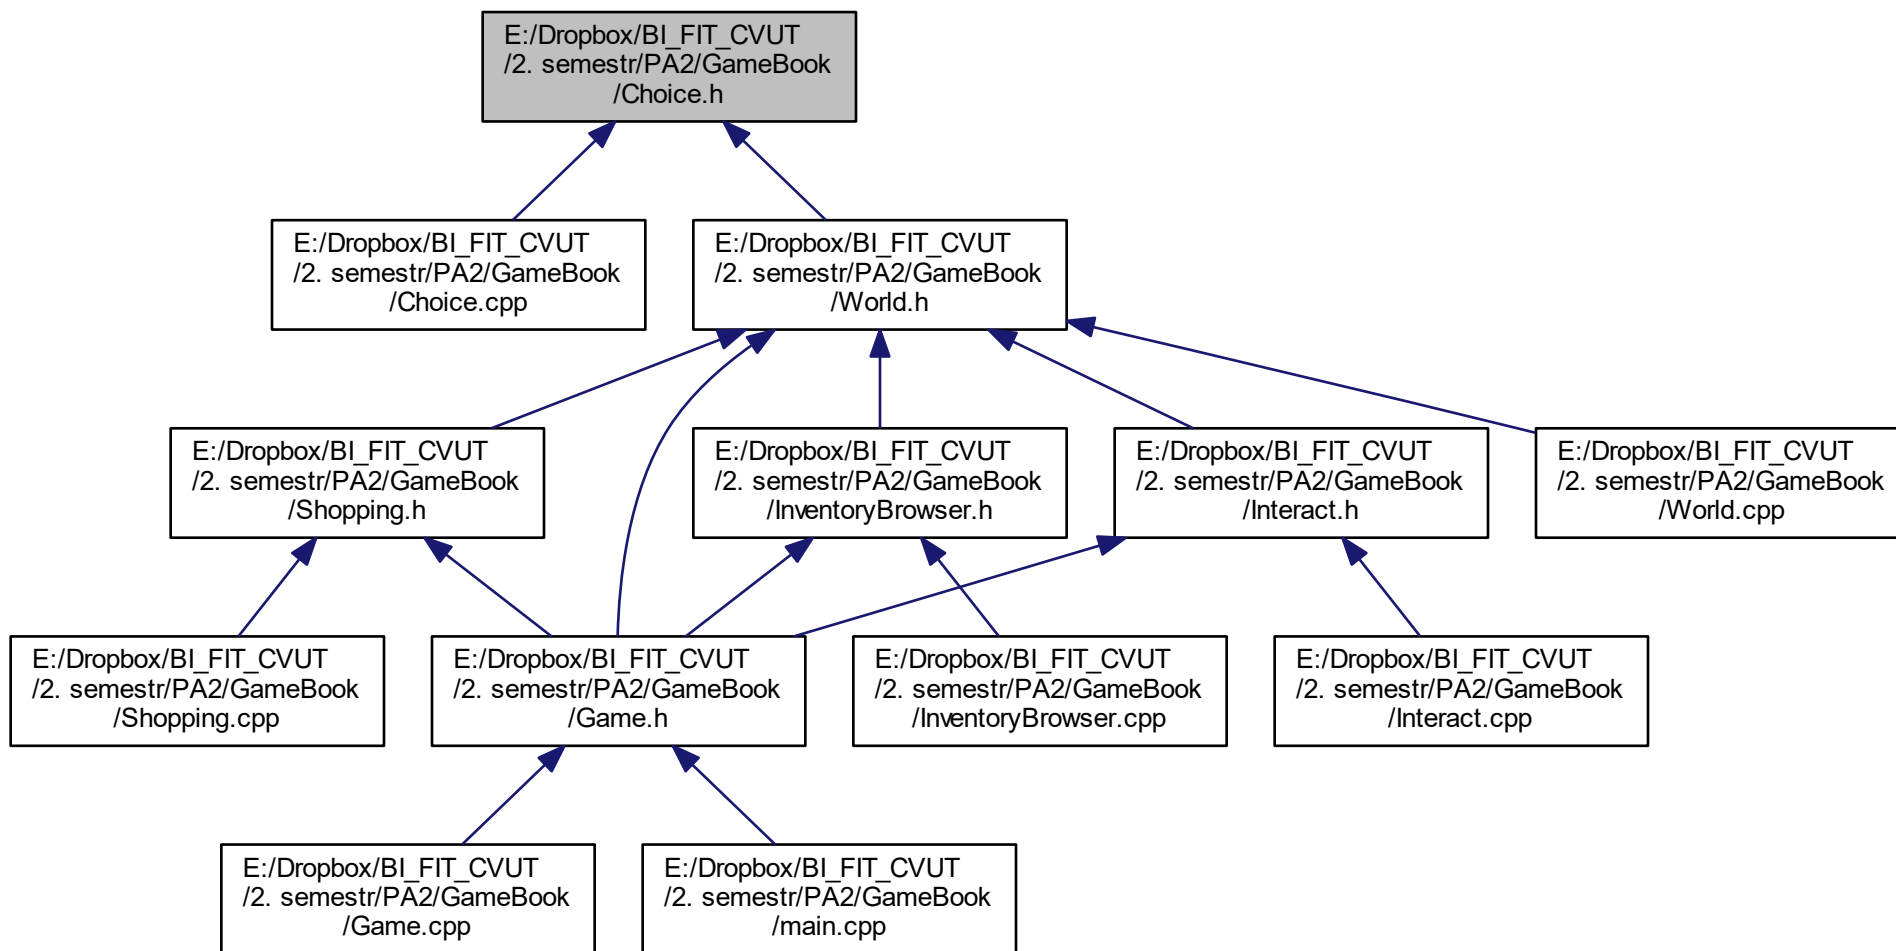 E:/Dropbox/BI_FIT_CVUT
/2. semestr/PA2/GameBook
/Choice.h
E:/Dropbox/BI_FIT_CVUT
/2. semestr/PA2/GameBook
/Choice.cpp
E:/Dropbox/BI_FIT_CVUT
/2. semestr/PA2/GameBook
/World.h
E:/Dropbox/BI_FIT_CVUT
/2. semestr/PA2/GameBook
/Shopping.h
E:/Dropbox/BI_FIT_CVUT
/2. semestr/PA2/GameBook
/InventoryBrowser.h
E:/Dropbox/BI_FIT_CVUT
/2. semestr/PA2/GameBook
/Interact.h
E:/Dropbox/BI_FIT_CVUT
/2. semestr/PA2/GameBook
/World.cpp
E:/Dropbox/BI_FIT_CVUT
/2. semestr/PA2/GameBook
/Shopping.cpp
E:/Dropbox/BI_FIT_CVUT
/2. semestr/PA2/GameBook
/Game.h
E:/Dropbox/BI_FIT_CVUT
/2. semestr/PA2/GameBook
/InventoryBrowser.cpp
E:/Dropbox/BI_FIT_CVUT
/2. semestr/PA2/GameBook
/Interact.cpp
E:/Dropbox/BI_FIT_CVUT
/2. semestr/PA2/GameBook
/Game.cpp
E:/Dropbox/BI_FIT_CVUT
/2. semestr/PA2/GameBook
/main.cpp